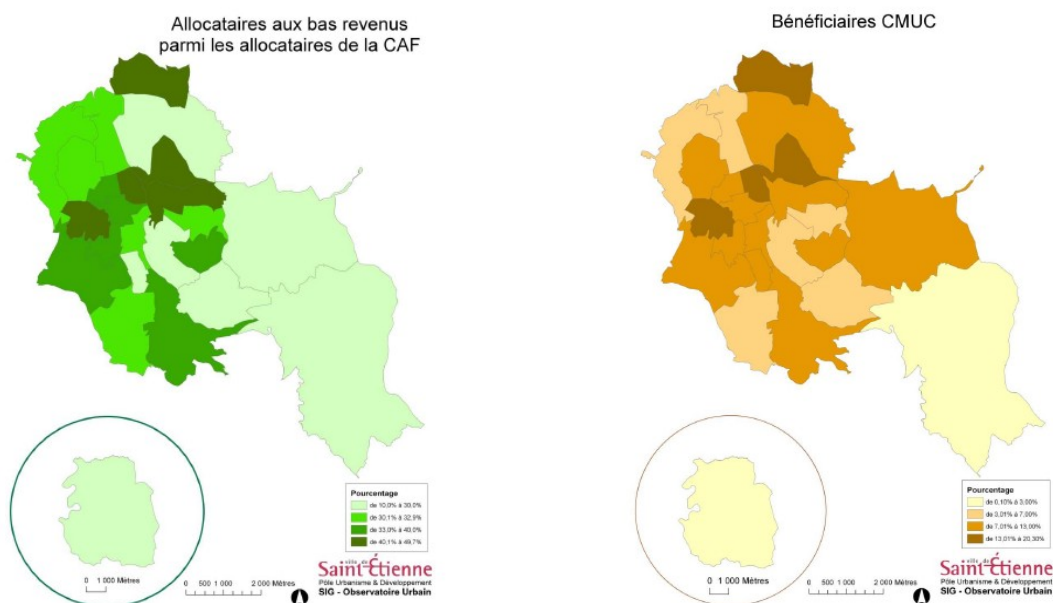 Allocataires aux bas revenus
parmi les allocataires de la CAF
Pourcentage
de 10,0% à 30,0%
de 30,1% à 32,9%
de 33,0% à 40,0%
de 40,1% à 49,7%
0 1 000 Mètres
0 500 1 000 2 000 Mètres
ville de
Saint-Étienne
Pôle Urbanisme & Développement
SIG - Observatoire Urbain
Bénéficiaires CMUC
Pourcentage
de 0,10% à 3,00%
de 3,01% à 7,00%
de 7,01% à 13,00%
de 13,01% à 20,30%
0 1 000 Mètres
0 500 1 000 2 000 Mètres
ville de
Saint-Étienne
Pôle Urbanisme & Développement
SIG - Observatoire Urbain